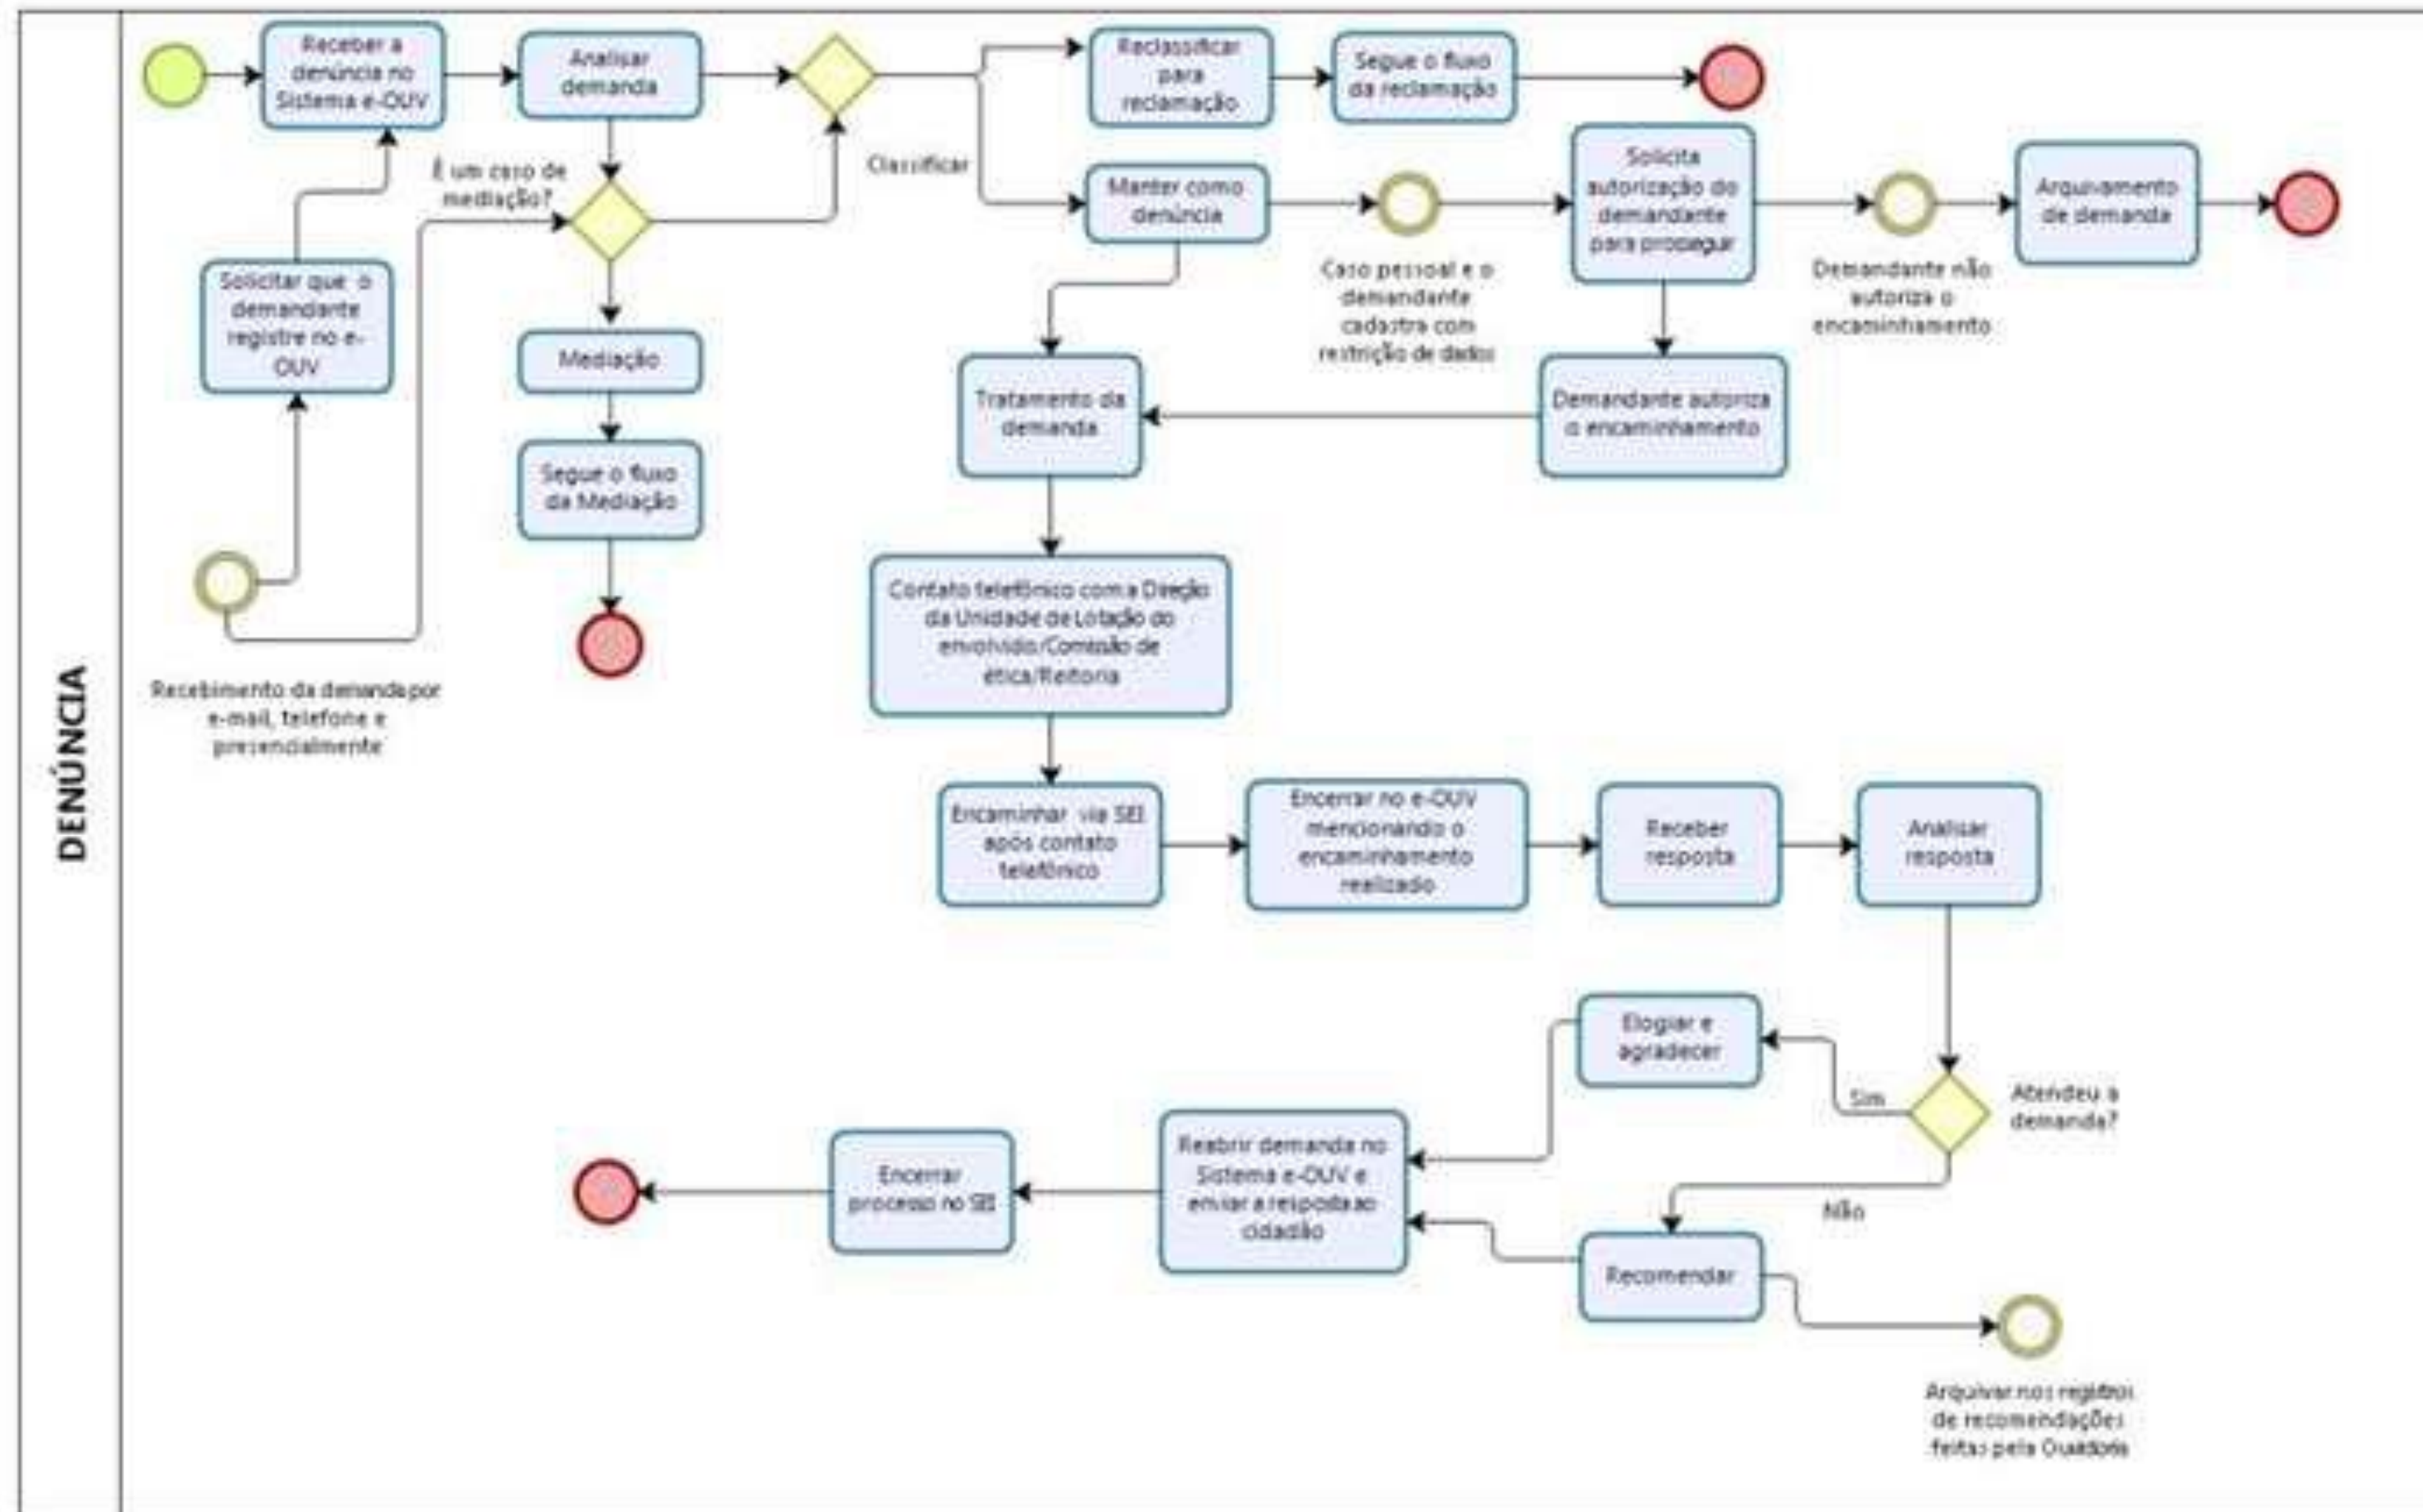 DENÚNCIA
Receber a
denúncia no
Sistema e-OUV
Analisar
demanda
Reclassificar
para
reclamação
Segue o fluxo
da reclamação
É um caso de
mediação?
Classificar
Manter como
denúncia
Caso pessoal e o
demandante
cadastra com
restrição de dados
Solicita
autorização do
demandante
para prosseguir
Demandante não
autoriza o
encaminhamento
Arquivamento
de demanda
Solicitar que o
demandante
registre no e-
OUV
Mediação
Segue o fluxo
da Mediação
Tratamento da
demanda
Demandante autoriza
o encaminhamento
Recebimento da demanda por
e-mail, telefone e
presencialmente
Contato telefônico com a Direção
da Unidade de Lotação do
envolvido/Comissão de
ética/Reitoria
Encaminhar via SEI
após contato
telefônico
Encerrar no e-OUV
mencionando o
encaminhamento
realizado
Receber
resposta
Analisar
resposta
Elogiar e
agradecer
Sim
Atendeu a
demanda?
Não
Reabrir demanda no
Sistema e-OUV e
enviar a resposta ao
cidadão
Encerrar
processo no SEI
Recomendar
Arquivar nos registros
de recomendações
feitas pela Ouvidoria